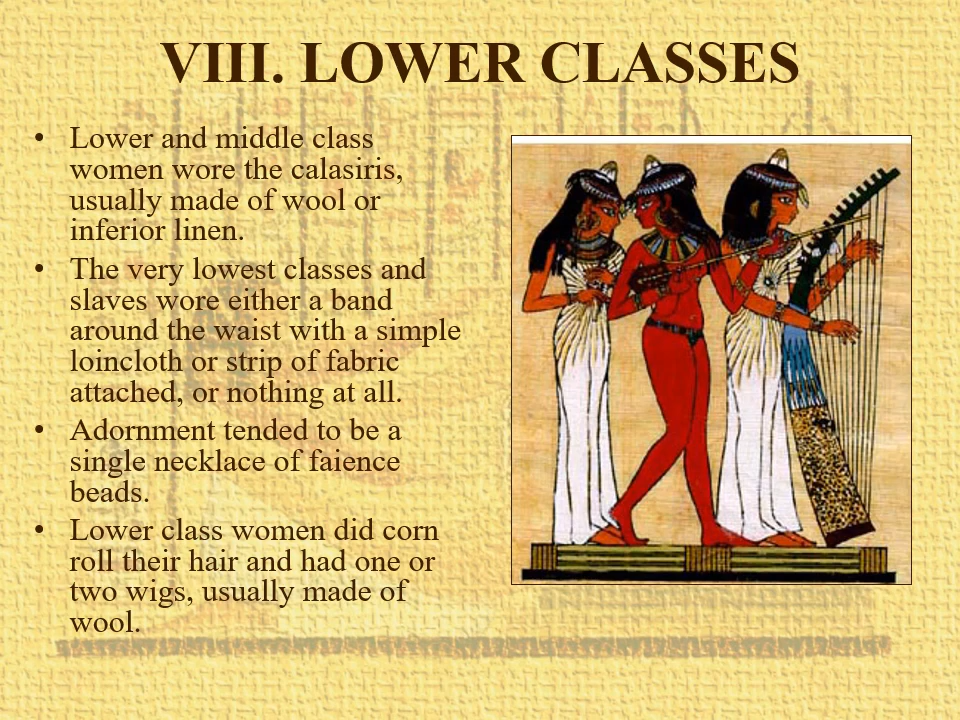 VIII. LOWER CLASSES
• Lower and middle class
women wore the calasiris,
usually made of wool or
inferior linen.
• The very lowest classes and
slaves wore either a band
around the waist with a simple
loincloth or strip of fabric
attached, or nothing at all.
• Adornment tended to be a
single necklace of faience
beads.
• Lower class women did corn
roll their hair and had one or
two wigs, usually made of
wool.